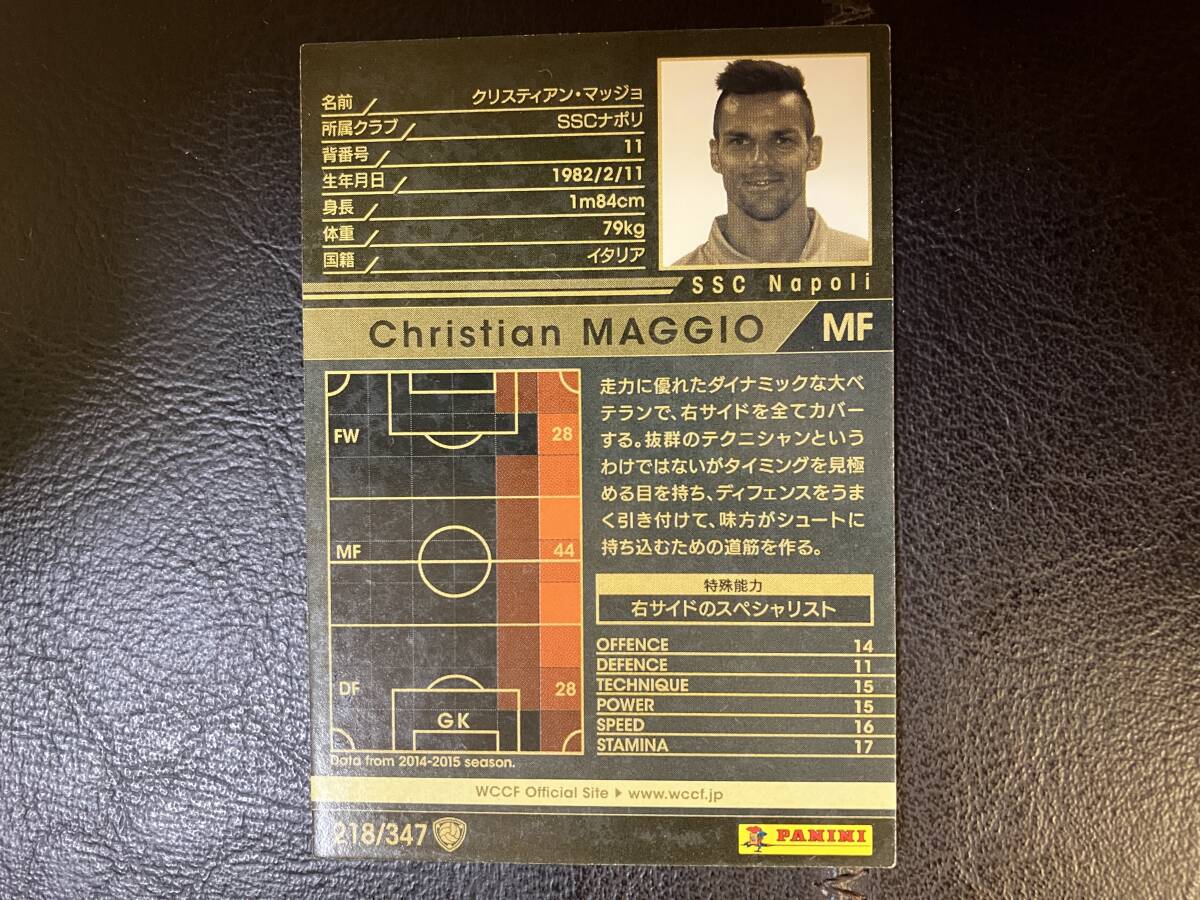 名前 クリスティアン・マッジョ
所属クラブ SSCナポリ
背番号 11
生年月日 1982/2/11
身長 1m84cm
体重 79kg
国籍 イタリア
SSC Napoli
Christian MAGGIO MF
FW 28
MF 44
DF 28
GK
Data from 2014-2015 season.
走力に優れたダイナミックな大ベ
テランで、右サイドを全てカバー
する。抜群のテクニシャンという
わけではないがタイミングを見極
める目を持ち、ディフェンスをうま
く引き付けて、味方がシュートに
持ち込むための道筋を作る。
特殊能力
右サイドのスペシャリスト
OFFENCE 14
DEFENCE 11
TECHNIQUE 15
POWER 15
SPEED 16
STAMINA 17
WCCF Official Site ▶ www.wccf.jp
218/347
PANINI